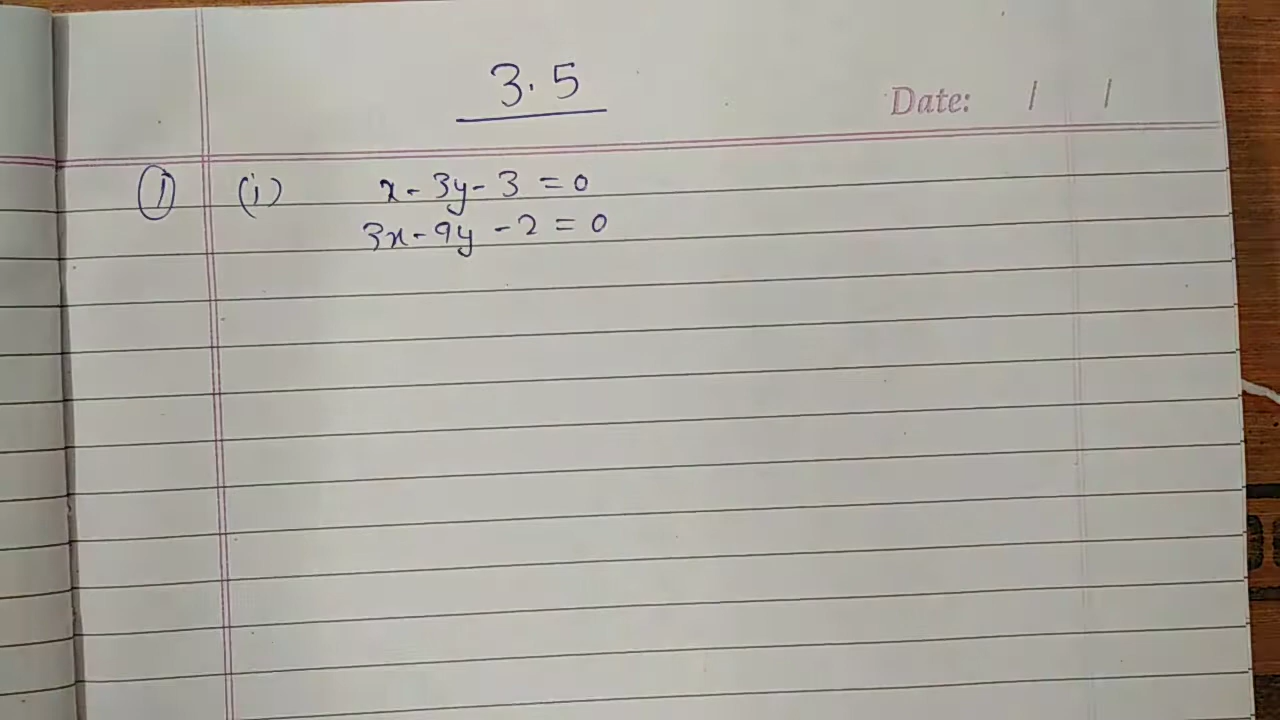 3.5
Date: / /
(1) (i) x - 3y - 3 = 0
3x - 9y - 2 = 0